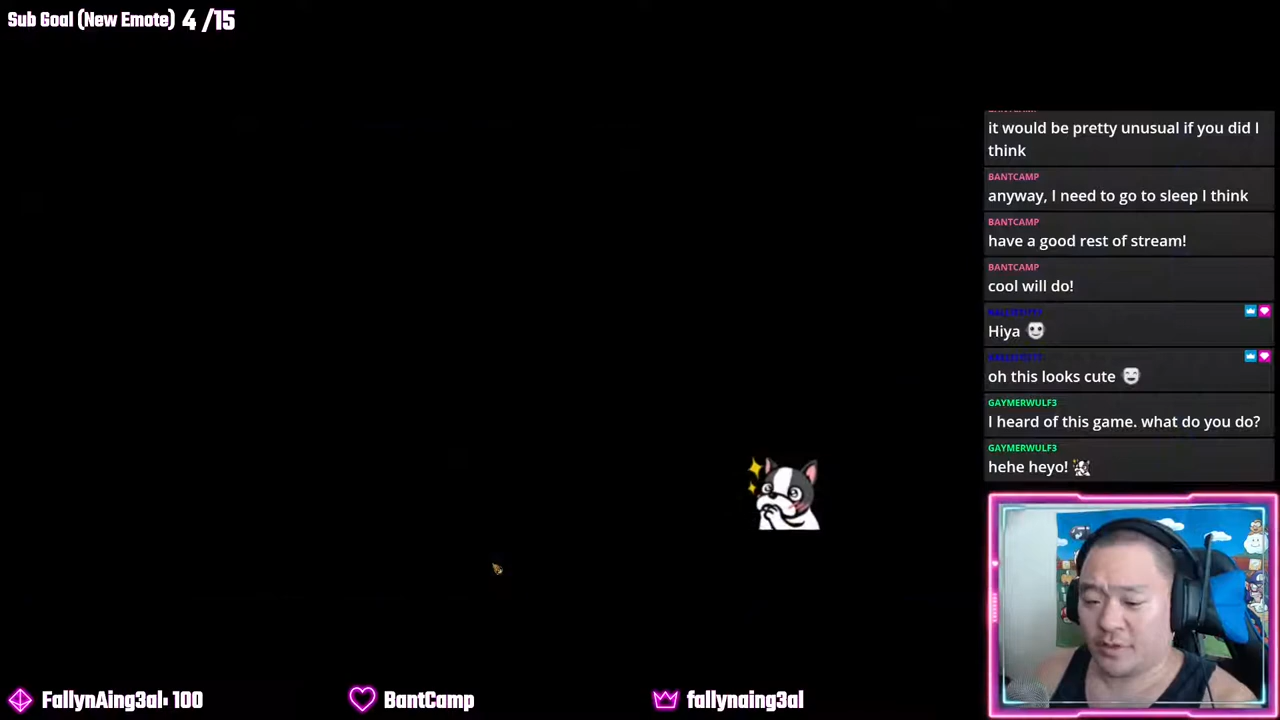 Sub Goal (New Emote) 4 /15
it would be pretty unusual if you did I
think
BANTCAMP
anyway, I need to go to sleep I think
BANTCAMP
have a good rest of stream!
BANTCAMP
cool will do!
Hiya
oh this looks cute
GAYMERWULF3
I heard of this game. what do you do?
GAYMERWULF3
hehe heyo!
FallynAing3al: 100
BantCamp
fallynaing3al